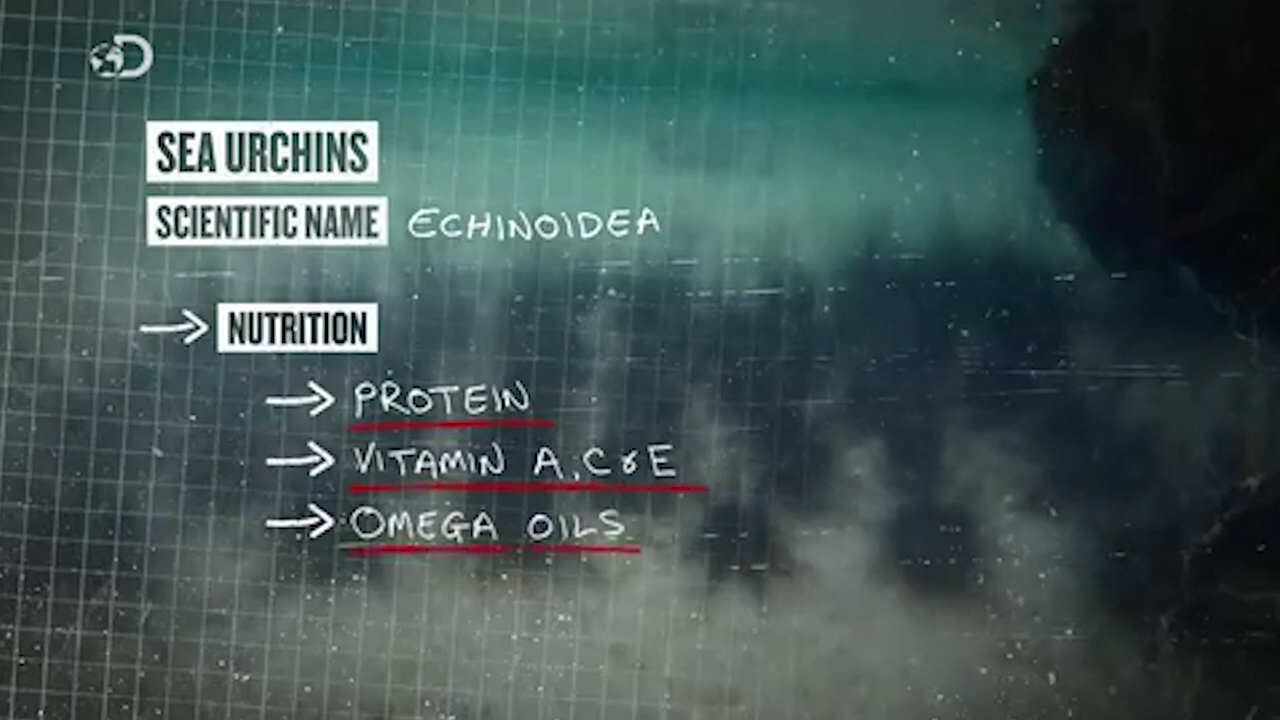 SEA URCHINS
SCIENTIFIC NAME ECHINOIDEA
NUTRITION
PROTEIN
VITAMIN A, C & E
OMEGA OILS